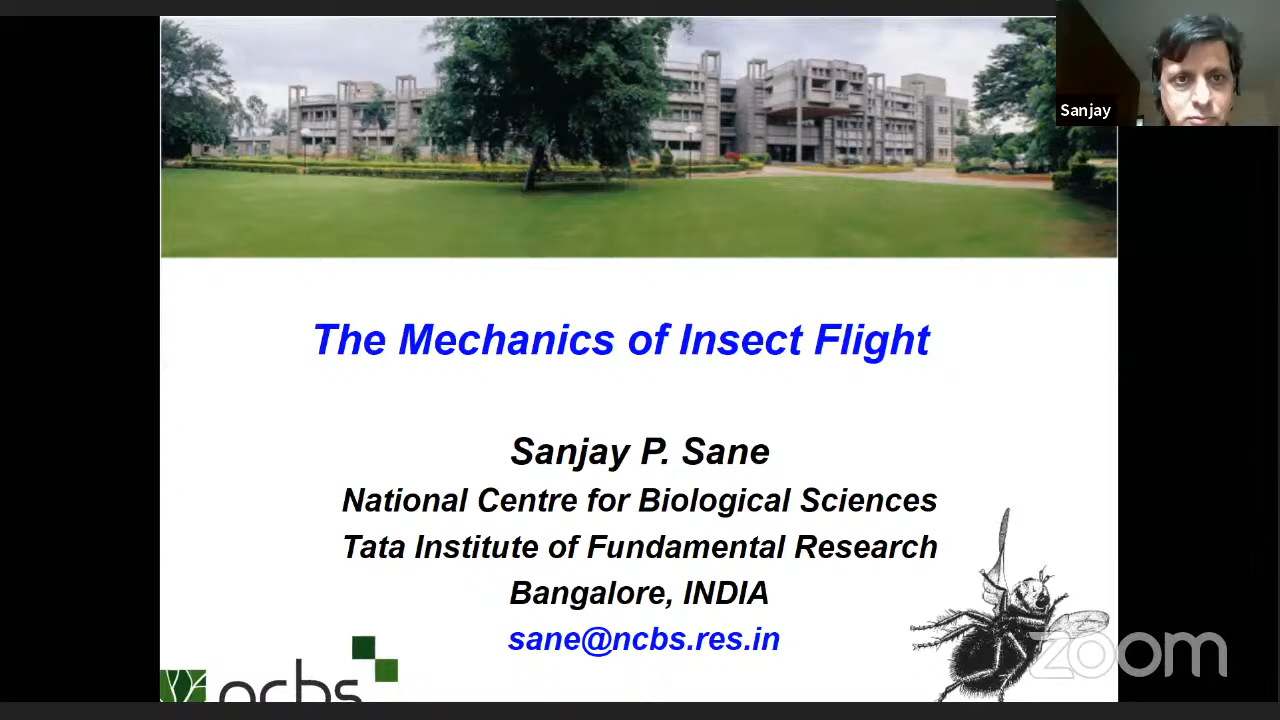 Sanjay
The Mechanics of Insect Flight
Sanjay P. Sane
National Centre for Biological Sciences
Tata Institute of Fundamental Research
Bangalore, INDIA
sane@ncbs.res.in
zoom
ncbs